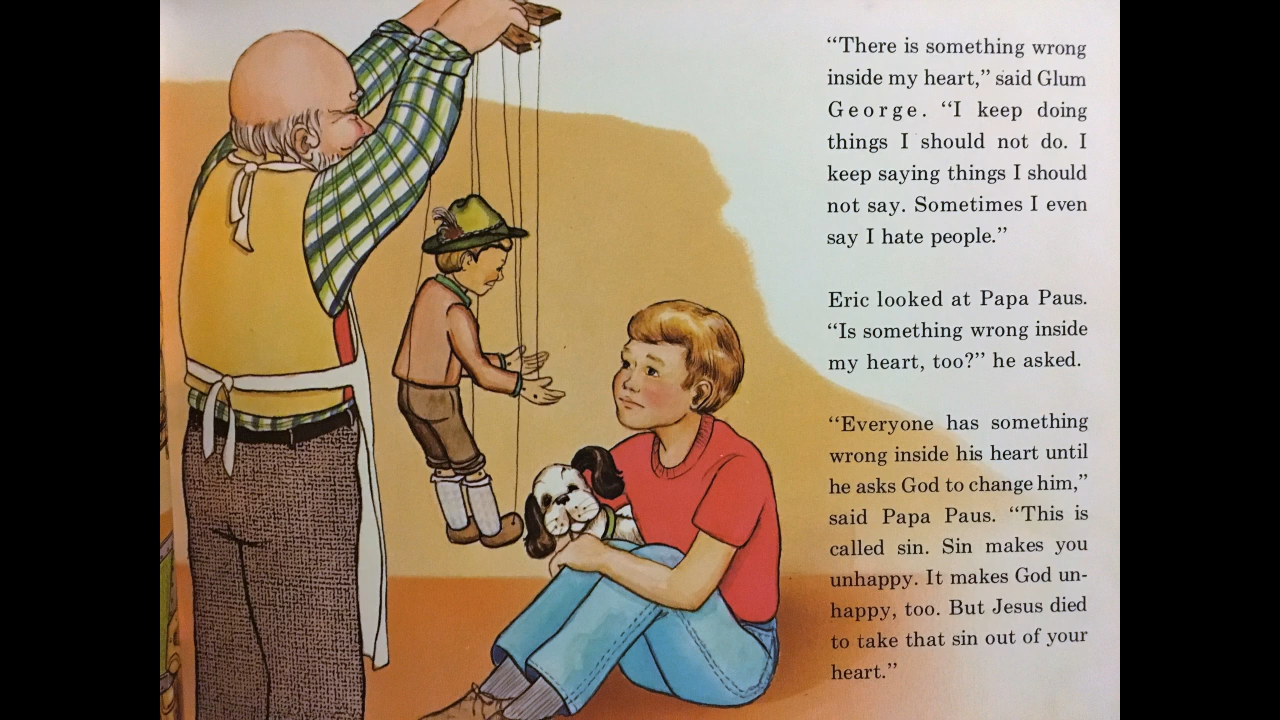 “There is something wrong
inside my heart,” said Glum
George. “I keep doing
things I should not do. I
keep saying things I should
not say. Sometimes I even
say I hate people.”
Eric looked at Papa Paus.
“Is something wrong inside
my heart, too?” he asked.
“Everyone has something
wrong inside his heart until
he asks God to change him,”
said Papa Paus. “This is
called sin. Sin makes you
unhappy. It makes God un-
happy, too. But Jesus died
to take that sin out of your
heart.”